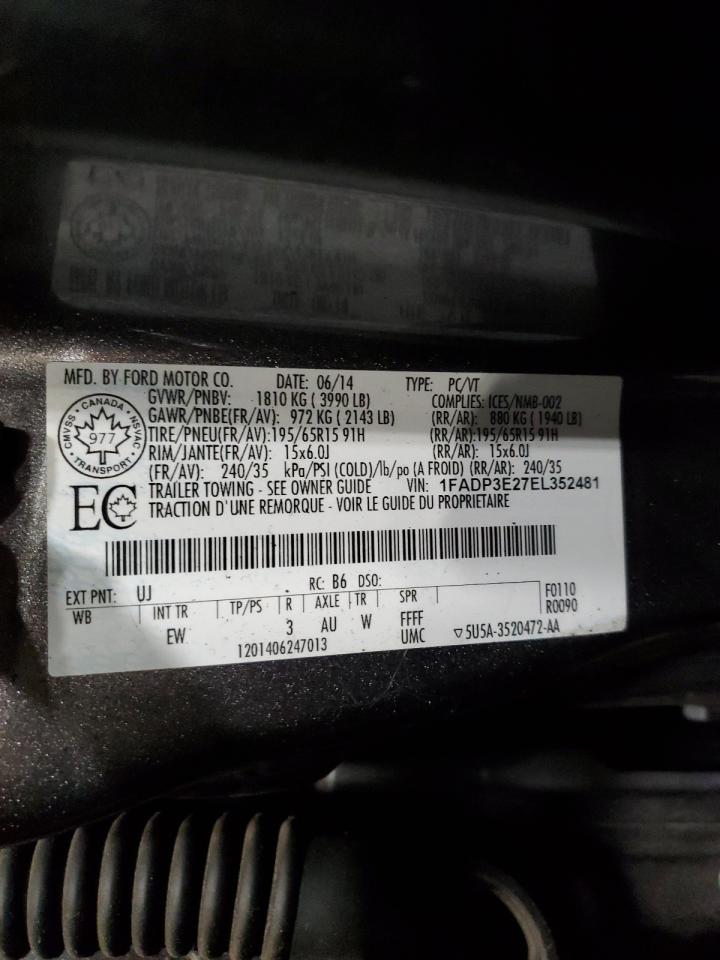 MFD. BY FORD MOTOR CO. DATE: 06/14 TYPE: PC/VT
GVWR/PNBV: 1810 KG ( 3990 LB) COMPLIES: ICES/NMB-002
GAWR/PNBE(FR/AV): 972 KG ( 2143 LB) (RR/AR): 880 KG ( 1940 LB)
TIRE/PNEU(FR/AV):195/65R15 91H (RR/AR):195/65R15 91H
RIM/JANTE(FR/AV): 15x6.0J (RR/AR): 15x6.0J
(FR/AV): 240/35 kPa/PSI (COLD)/lb/po (A FROID) (RR/AR): 240/35
TRAILER TOWING - SEE OWNER GUIDE VIN: 1FADP3E27EL352481
TRACTION D'UNE REMORQUE - VOIR LE GUIDE DU PROPRIETAIRE
CANADA
CMVSS 977 NSVAC
TRANSPORT
EC
EXT PNT: UJ RC: B6 DSO:
WB INT TR TP/PS R AXLE TR SPR F0110
R0090
EW 3 AU W FFFF
UMC
1201406247013 ▽5U5A-3520472-AA